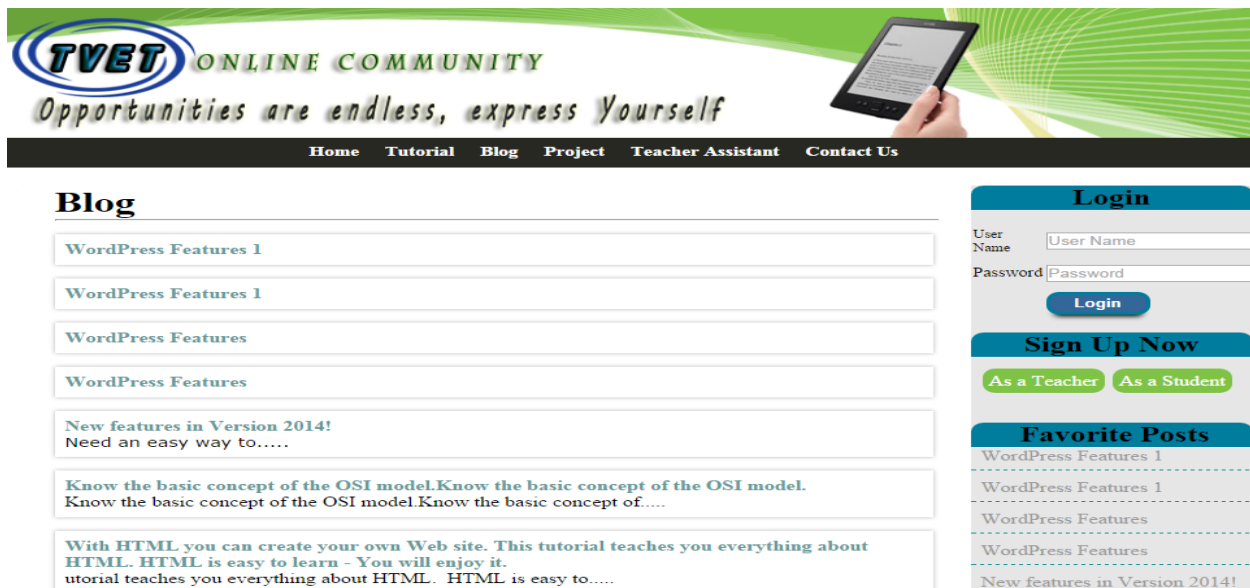 TVET ONLINE COMMUNITY
Opportunities are endless, express Yourself
Home Tutorial Blog Project Teacher Assistant Contact Us
Blog
WordPress Features 1
WordPress Features 1
WordPress Features
WordPress Features
New features in Version 2014!
Need an easy way to.....
Know the basic concept of the OSI model.Know the basic concept of the OSI model.
Know the basic concept of the OSI model.Know the basic concept of.....
With HTML you can create your own Web site. This tutorial teaches you everything about
HTML. HTML is easy to learn - You will enjoy it.
utorial teaches you everything about HTML. HTML is easy to.....
Login
User
Name
User Name
Password Password
Login
Sign Up Now
As a Teacher As a Student
Favorite Posts
WordPress Features 1
WordPress Features 1
WordPress Features
WordPress Features
New features in Version 2014!